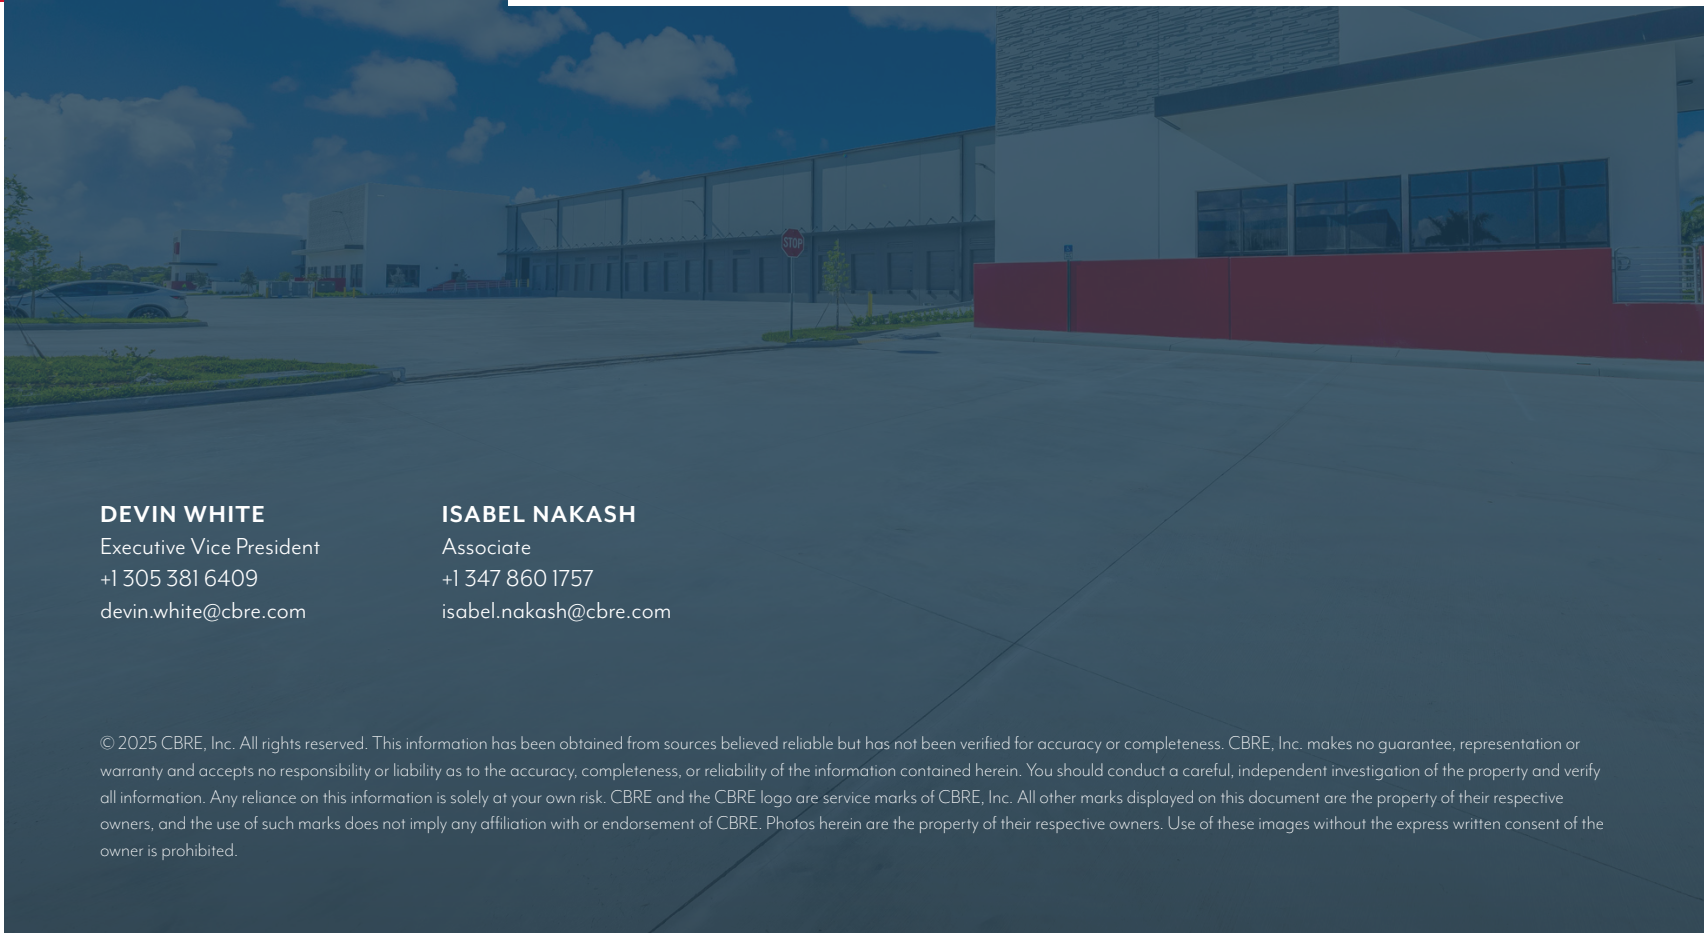 STOP
DEVIN WHITE
Executive Vice President
+1 305 381 6409
devin.white@cbre.com
ISABEL NAKASH
Associate
+1 347 860 1757
isabel.nakash@cbre.com
© 2025 CBRE, Inc. All rights reserved. This information has been obtained from sources believed reliable but has not been verified for accuracy or completeness. CBRE, Inc. makes no guarantee, representation or
warranty and accepts no responsibility or liability as to the accuracy, completeness, or reliability of the information contained herein. You should conduct a careful, independent investigation of the property and verify
all information. Any reliance on this information is solely at your own risk. CBRE and the CBRE logo are service marks of CBRE, Inc. All other marks displayed on this document are the property of their respective
owners, and the use of such marks does not imply any affiliation with or endorsement of CBRE. Photos herein are the property of their respective owners. Use of these images without the express written consent of the
owner is prohibited.